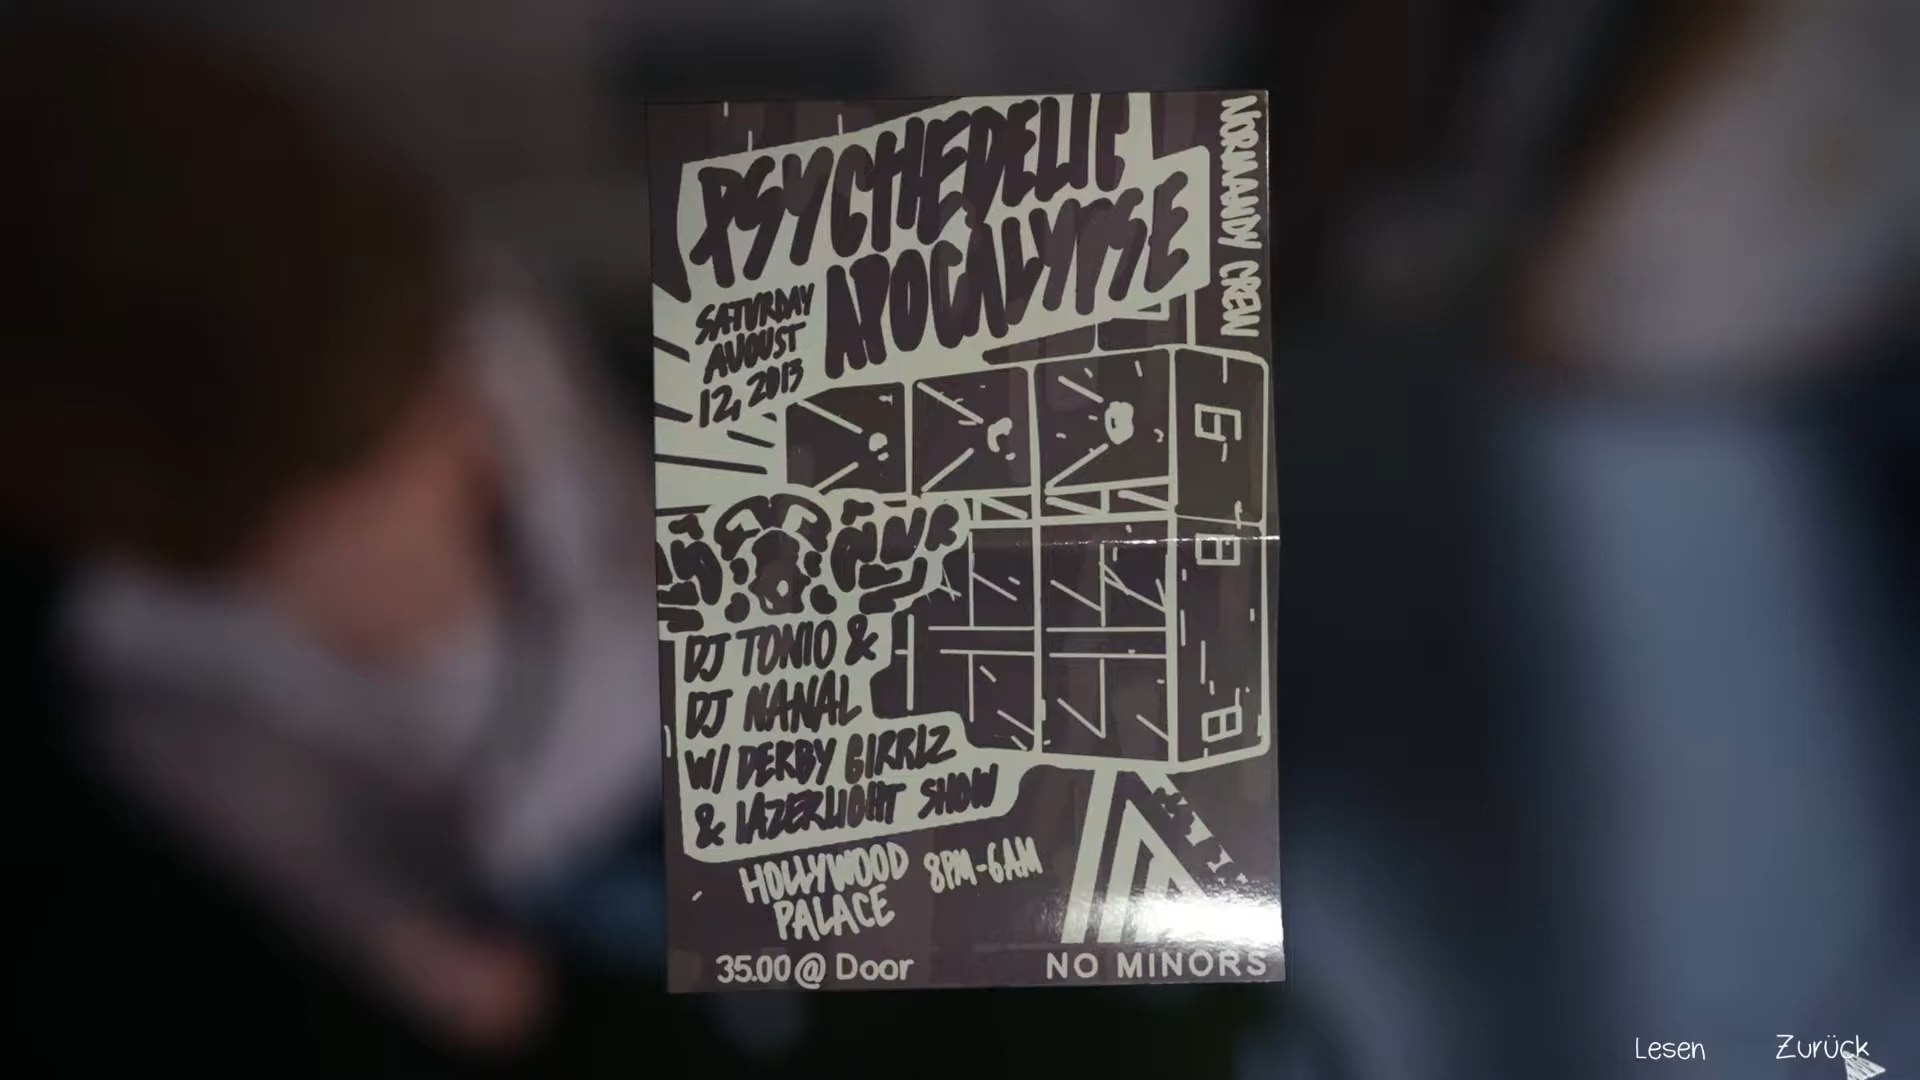 PSYCHEDELIC
APOCALYPSE
NORMANDY CREW
SATURDAY
AUGUST
12, 2013
DJ TONIO &
DJ NANAL
W/ DERBY GIRRLZ
& LAZERLIGHT SHOW
HOLLYWOOD
PALACE
8PM-6AM
35.00@Door
NO MINORS
Lesen
Zurück